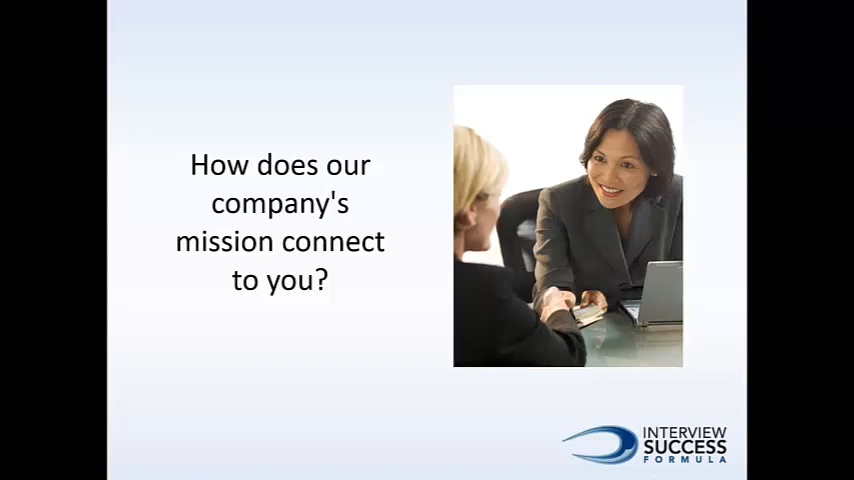 How does our
company's
mission connect
to you?
INTERVIEW
SUCCESS
FORMULA